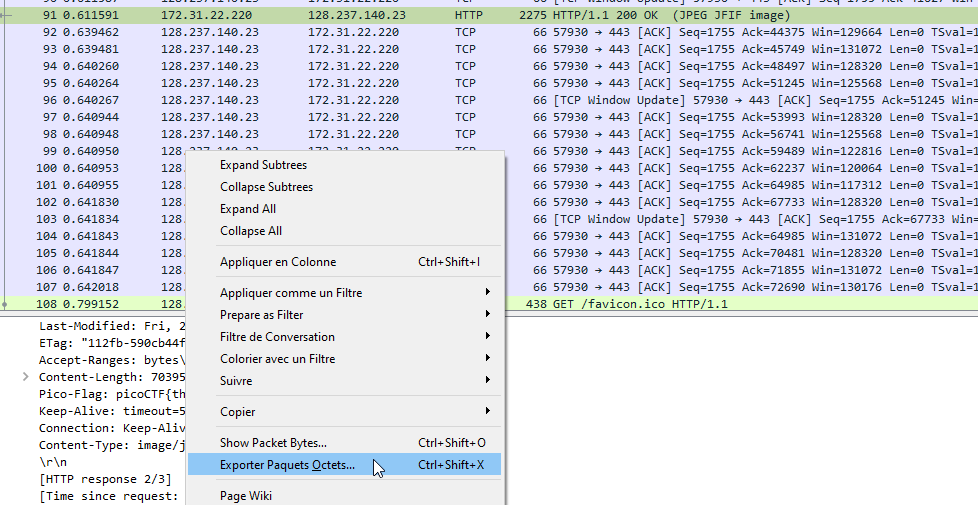 91 0.611591 172.31.22.220 128.237.140.23 HTTP 2275 HTTP/1.1 200 OK (JPEG JFIF image)
92 0.639462 128.237.140.23 172.31.22.220 TCP 66 57930 → 443 [ACK] Seq=1755 Ack=44375 Win=129664 Len=0 TSval=1
93 0.639481 128.237.140.23 172.31.22.220 TCP 66 57930 → 443 [ACK] Seq=1755 Ack=45749 Win=131072 Len=0 TSval=1
94 0.640260 128.237.140.23 172.31.22.220 TCP 66 57930 → 443 [ACK] Seq=1755 Ack=48497 Win=128320 Len=0 TSval=1
95 0.640264 128.237.140.23 172.31.22.220 TCP 66 57930 → 443 [ACK] Seq=1755 Ack=51245 Win=125568 Len=0 TSval=1
96 0.640267 128.237.140.23 172.31.22.220 TCP 66 [TCP Window Update] 57930 → 443 [ACK] Seq=1755 Ack=51245 Win=
97 0.640944 128.237.140.23 172.31.22.220 TCP 66 57930 → 443 [ACK] Seq=1755 Ack=53993 Win=128320 Len=0 TSval=1
98 0.640948 128.237.140.23 172.31.22.220 TCP 66 57930 → 443 [ACK] Seq=1755 Ack=56741 Win=125568 Len=0 TSval=1
99 0.640950 128.237.140.23 172.31.22.220 TCP 66 57930 → 443 [ACK] Seq=1755 Ack=59489 Win=122816 Len=0 TSval=1
100 0.640953 128. 66 57930 → 443 [ACK] Seq=1755 Ack=62237 Win=120064 Len=0 TSval=1
101 0.640955 128. 66 57930 → 443 [ACK] Seq=1755 Ack=64985 Win=117312 Len=0 TSval=1
102 0.641830 128. 66 57930 → 443 [ACK] Seq=1755 Ack=67733 Win=128320 Len=0 TSval=1
103 0.641834 128. 66 [TCP Window Update] 57930 → 443 [ACK] Seq=1755 Ack=67733 Win=
104 0.641843 128. 66 57930 → 443 [ACK] Seq=1755 Ack=64985 Win=131072 Len=0 TSval=1
105 0.641844 128. 66 57930 → 443 [ACK] Seq=1755 Ack=70481 Win=128320 Len=0 TSval=1
106 0.641847 128. 66 57930 → 443 [ACK] Seq=1755 Ack=71855 Win=131072 Len=0 TSval=1
107 0.642018 128. 66 57930 → 443 [ACK] Seq=1755 Ack=72690 Win=130176 Len=0 TSval=1
108 0.799152 128. 438 GET /favicon.ico HTTP/1.1
Expand Subtrees
Collapse Subtrees
Expand All
Collapse All
Appliquer en Colonne Ctrl+Shift+I
Appliquer comme un Filtre
Prepare as Filter
Filtre de Conversation
Colorier avec un Filtre
Suivre
Copier
Show Packet Bytes... Ctrl+Shift+O
Exporter Paquets Octets... Ctrl+Shift+X
Page Wiki
Last-Modified: Fri, 2
ETag: "112fb-590cb44f
Accept-Ranges: bytes\
Content-Length: 70395
Pico-Flag: picoCTF{th
Keep-Alive: timeout=5
Connection: Keep-Aliv
Content-Type: image/j
\r\n
[HTTP response 2/3]
[Time since request: